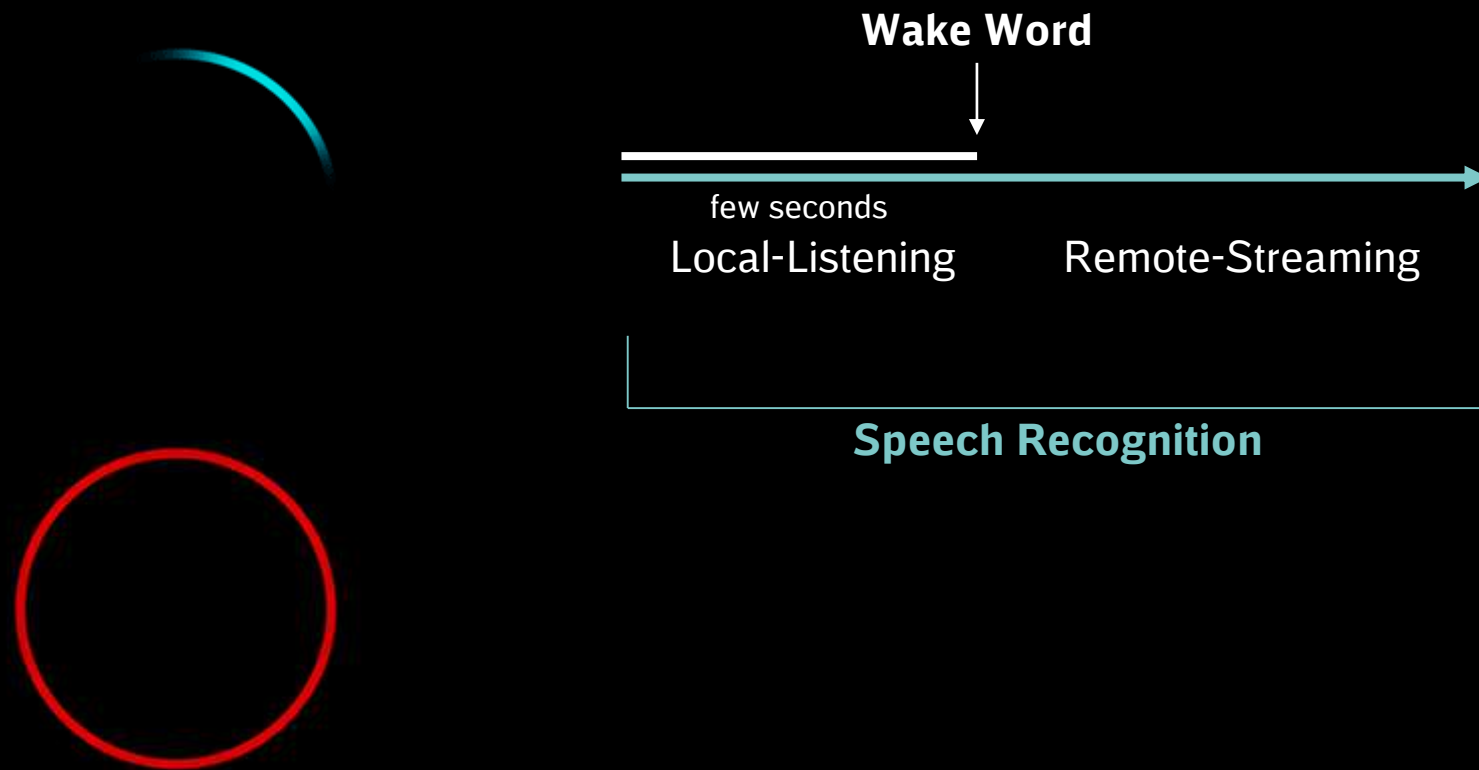 Wake Word
few seconds
Local-Listening Remote-Streaming
Speech Recognition